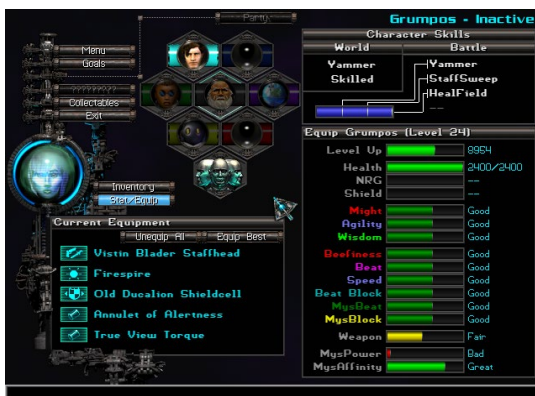 Party
Grumpos - Inactive
Character Skills
World Battle
Menu
Goals
Yammer
Skilled
Yammer
StaffSweep
HealField
--
????????
Collectables
Exit
Equip Grumpos (Level 24)
Level Up 8954
Health 2400/2400
NRG --
Shield --
Inventory
Stat/Equip
Might Good
Agility Good
Wisdom Good
Current Equipment
Unequip All Equip Best
Vistin Blader Staffhead
Firespire
Old Ducalion Shieldcell
Annulet of Alertness
True View Torque
Beefiness Good
Beat Good
Speed Good
Beat Block Good
MysBeat Good
MysBlock Good
Weapon Fair
MysPower Bad
MysAffinity Great